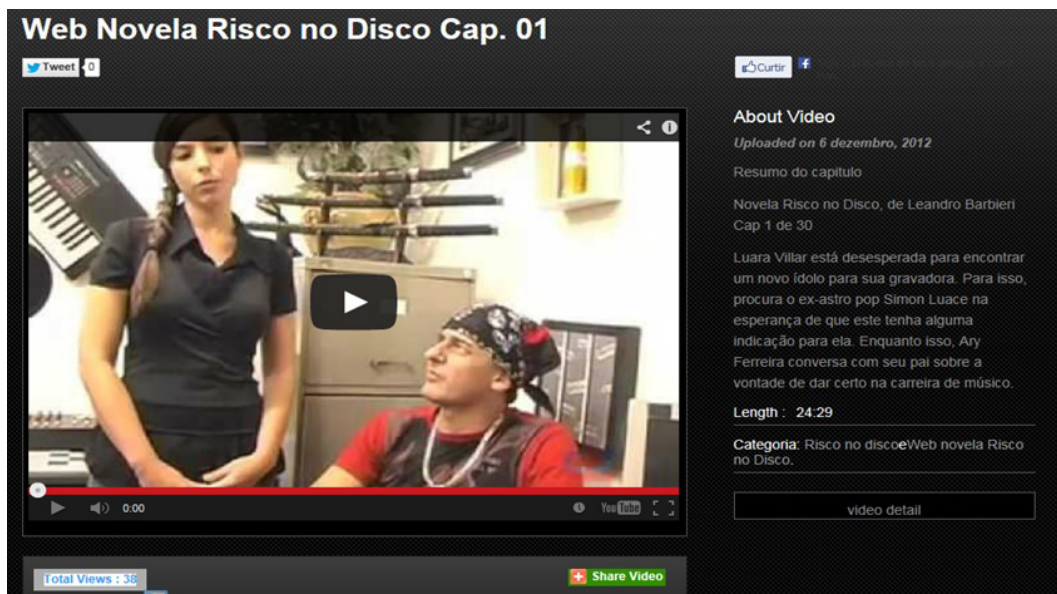 Web Novela Risco no Disco Cap. 01
Tweet 0
Curtir
About Video
Uploaded on 6 dezembro, 2012
Resumo do capitulo
Novela Risco no Disco, de Leandro Barbieri
Cap 1 de 30
Luara Villar está desesperada para encontrar
um novo ídolo para sua gravadora. Para isso,
procura o ex-astro pop Simon Luace na
esperança de que este tenha alguma
indicação para ela. Enquanto isso, Ary
Ferreira conversa com seu pai sobre a
vontade de dar certo na carreira de músico.
Length : 24:29
Categoria: Risco no discoeWeb novela Risco
no Disco.
video detail
0:00
YouTube
Total Views : 38
Share Video